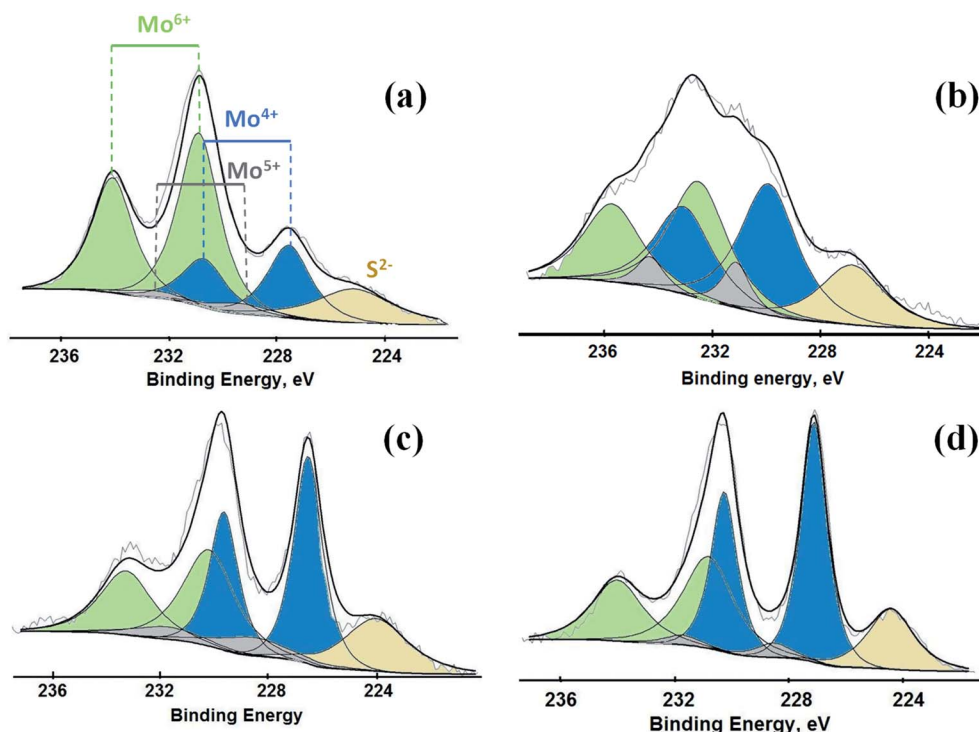 Mo⁶⁺
(a)
Mo⁴⁺
Mo⁵⁺
S²⁻
236 232 228 224
Binding Energy, eV
(b)
236 232 228 224
Binding energy, eV
(c)
236 232 228 224
Binding Energy
(d)
236 232 228 224
Binding Energy, eV